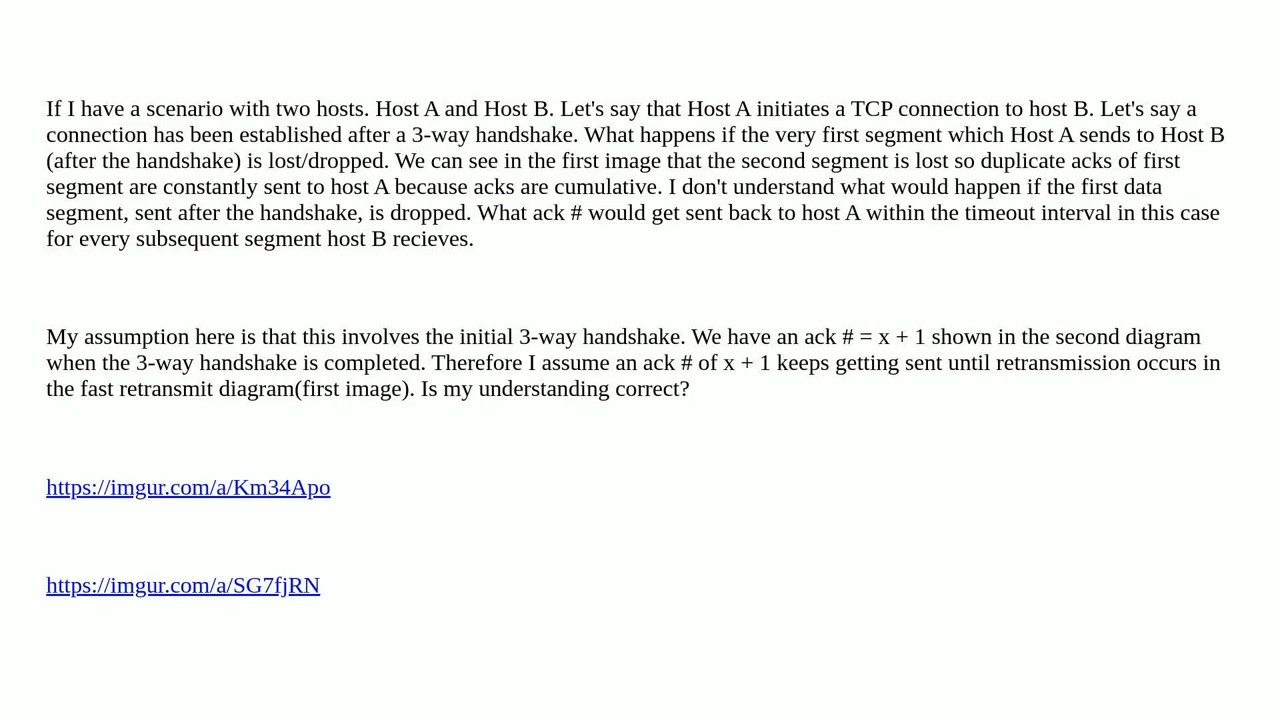 If I have a scenario with two hosts. Host A and Host B. Let's say that Host A initiates a TCP connection to host B. Let's say a
connection has been established after a 3-way handshake. What happens if the very first segment which Host A sends to Host B
(after the handshake) is lost/dropped. We can see in the first image that the second segment is lost so duplicate acks of first
segment are constantly sent to host A because acks are cumulative. I don't understand what would happen if the first data
segment, sent after the handshake, is dropped. What ack # would get sent back to host A within the timeout interval in this case
for every subsequent segment host B recieves.
My assumption here is that this involves the initial 3-way handshake. We have an ack # = x + 1 shown in the second diagram
when the 3-way handshake is completed. Therefore I assume an ack # of x + 1 keeps getting sent until retransmission occurs in
the fast retransmit diagram(first image). Is my understanding correct?
https://imgur.com/a/Km34Apo
https://imgur.com/a/SG7fjRN